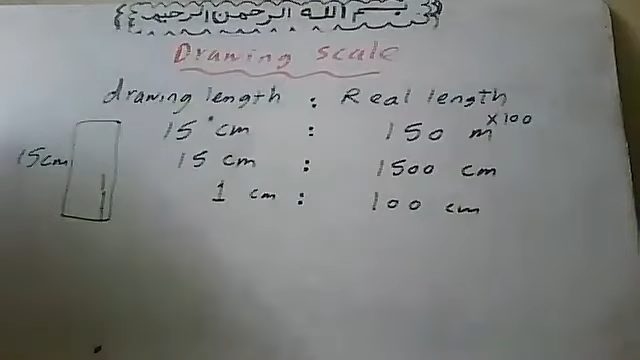 بسم الله الرحمن الرحيم
Drawing scale
drawing length : Real length
15 cm : 150 m x100
15cm
15 cm : 1500 cm
1 cm : 100 cm